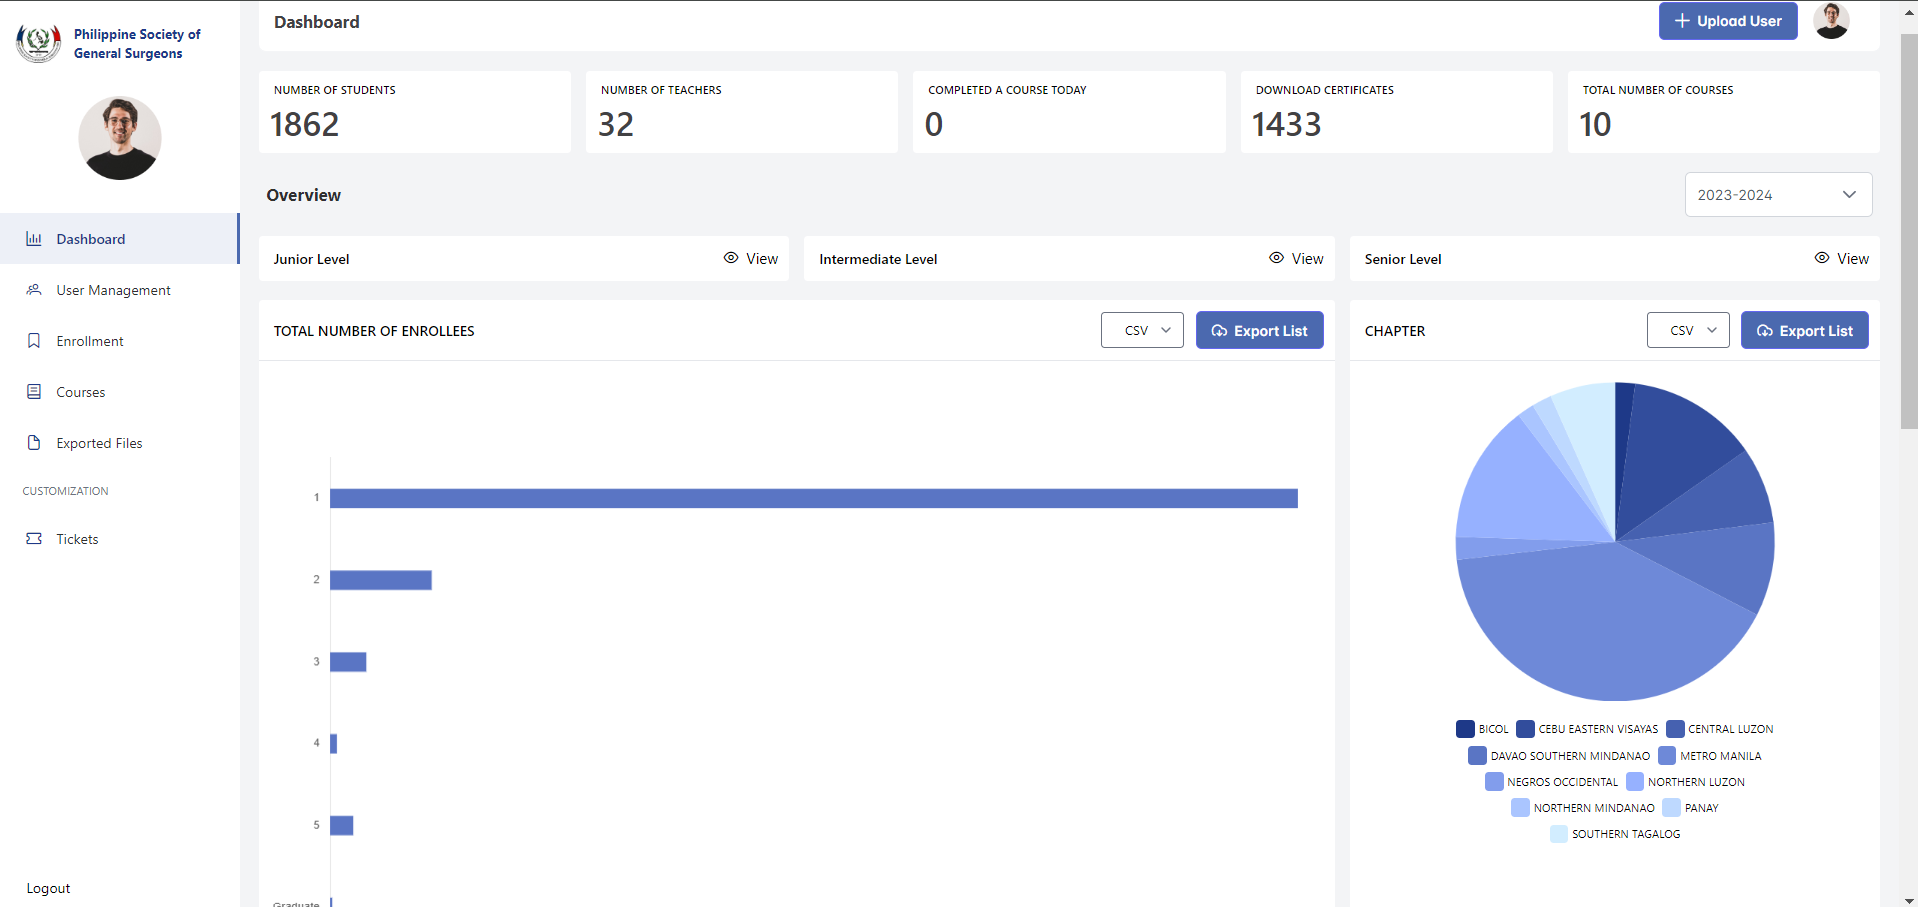 Philippine Society of
General Surgeons
Dashboard
User Management
Enrollment
Courses
Exported Files
CUSTOMIZATION
Tickets
Logout
Dashboard
Upload User
NUMBER OF STUDENTS
1862
NUMBER OF TEACHERS
32
COMPLETED A COURSE TODAY
0
DOWNLOAD CERTIFICATES
1433
TOTAL NUMBER OF COURSES
10
Overview
2023-2024
Junior Level
View
Intermediate Level
View
Senior Level
View
TOTAL NUMBER OF ENROLLEES
CSV
Export List
1
2
3
4
5
Graduate
CHAPTER
CSV
Export List
BICOL CEBU EASTERN VISAYAS CENTRAL LUZON
DAVAO SOUTHERN MINDANAO METRO MANILA
NEGROS OCCIDENTAL NORTHERN LUZON
NORTHERN MINDANAO PANAY
SOUTHERN TAGALOG